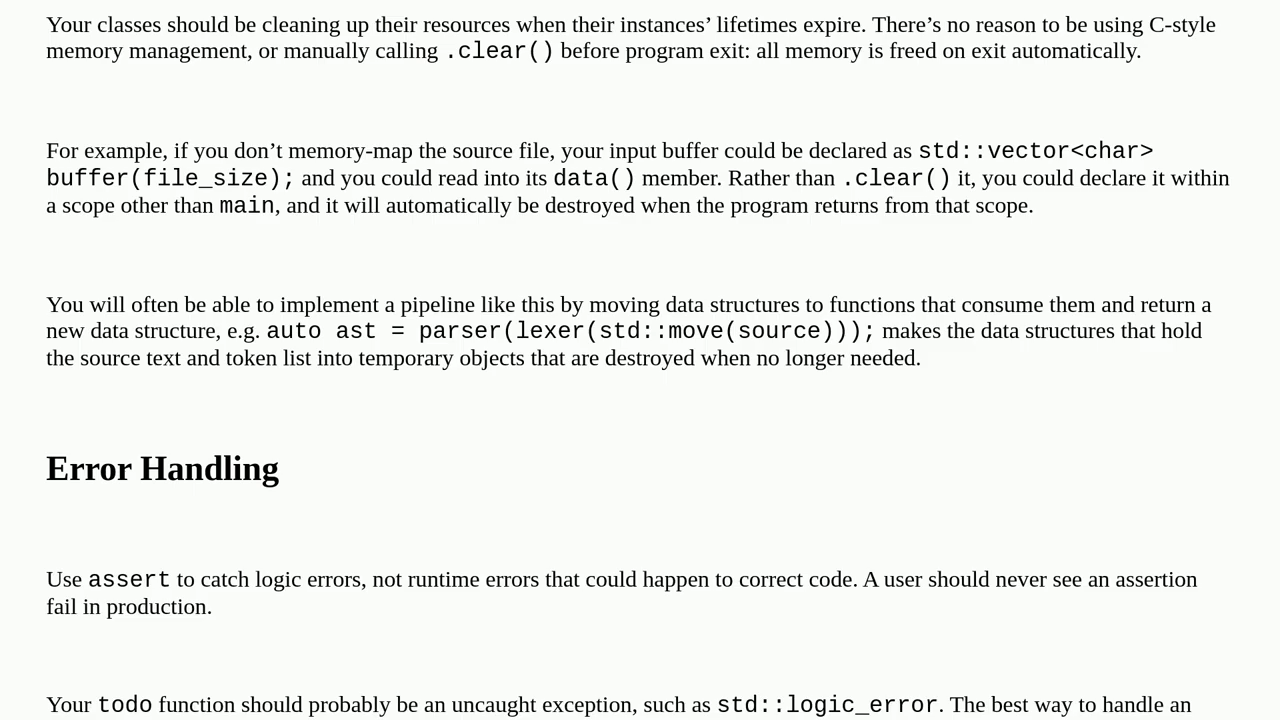 Your classes should be cleaning up their resources when their instances’ lifetimes expire. There’s no reason to be using C-style
memory management, or manually calling .clear() before program exit: all memory is freed on exit automatically.
For example, if you don’t memory-map the source file, your input buffer could be declared as std::vector<char>
buffer(file_size); and you could read into its data() member. Rather than .clear() it, you could declare it within
a scope other than main, and it will automatically be destroyed when the program returns from that scope.
You will often be able to implement a pipeline like this by moving data structures to functions that consume them and return a
new data structure, e.g. auto ast = parser(lexer(std::move(source))); makes the data structures that hold
the source text and token list into temporary objects that are destroyed when no longer needed.
Error Handling
Use assert to catch logic errors, not runtime errors that could happen to correct code. A user should never see an assertion
fail in production.
Your todo function should probably be an uncaught exception, such as std::logic_error. The best way to handle an